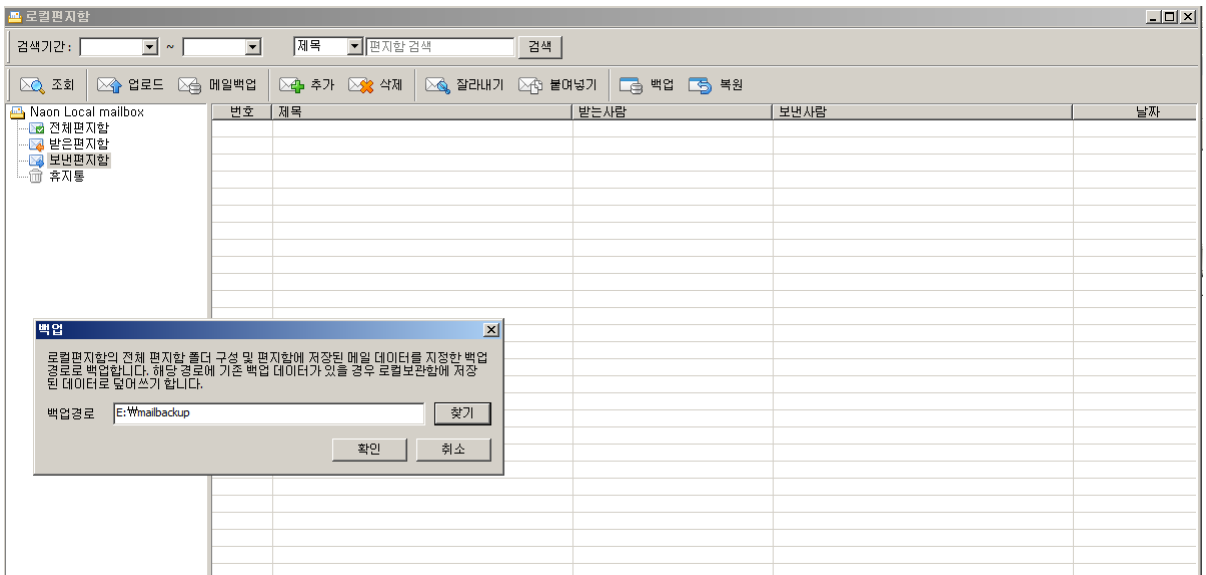 로컬편지함
검색기간 : ~ 제목 편지함 검색 검색
조회 업로드 메일백업 추가 삭제 잘라내기 붙여넣기 백업 복원
Naon Local mailbox
전체편지함
받은편지함
보낸편지함
휴지통
번호 제목 받는사람 보낸사람 날짜
백업
로컬편지함의 전체 편지함 폴더 구성 및 편지함에 저장된 메일 데이터를 지정한 백업
경로로 백업합니다. 해당 경로에 기존 백업 데이터가 있을 경우 로컬보관함에 저장
된 데이터로 덮어쓰기 합니다.
백업경로 E:₩mailbackup 찾기
확인 취소